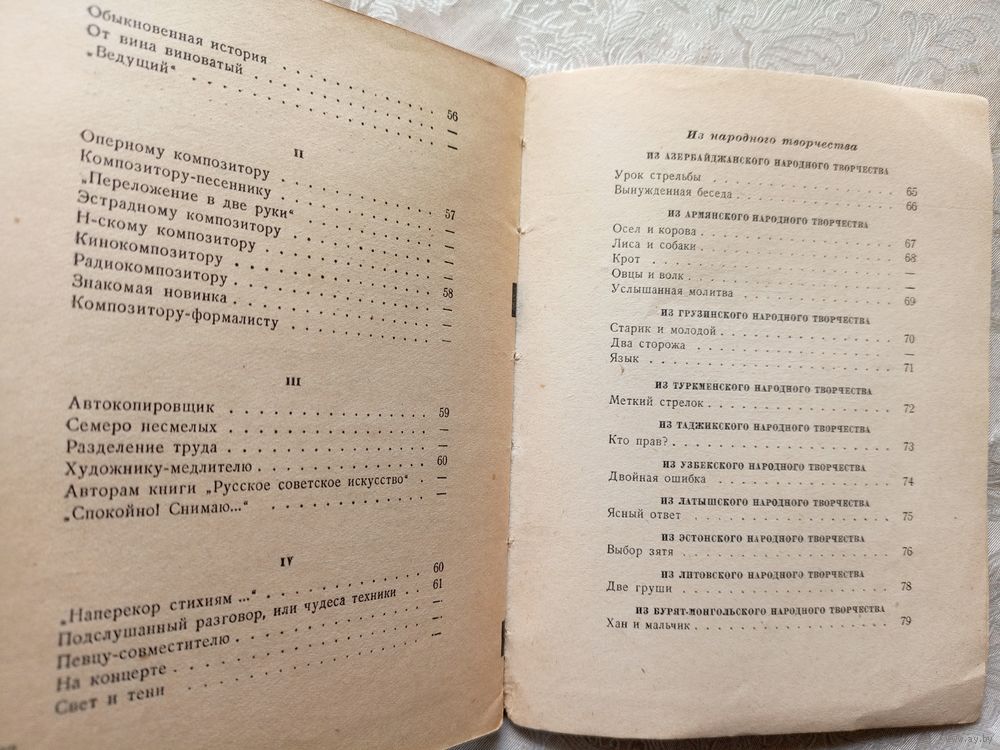 Обыкновенная история . . . . . . . . 56
От вина виноватый . . . . . . . . —
„Ведущий“ . . . . . . . . —
II
Оперному композитору . . . . . . . . 57
Композитору-песеннику . . . . . . . . —
„Переложение в две руки“ . . . . . . . . —
Эстрадному композитору . . . . . . . . —
Н-скому композитору . . . . . . . . 58
Кинокомпозитору . . . . . . . . —
Радиокомпозитору . . . . . . . . —
Знакомая новинка . . . . . . . . —
Композитору-формалисту . . . . . . . . —
III
Автокопировщик . . . . . . . . 59
Семеро несмелых . . . . . . . . —
Разделение труда . . . . . . . . —
Художнику-медлителю . . . . . . . . 60
Авторам книги „Русское советское искусство“ . —
„Спокойно! Снимаю...“ . . . . . . . . —
IV
„Наперекор стихиям ...“ . . . . . . . . 60
Подслушанный разговор, или чудеса техники . . 61
Певцу-совместителю . . . . . . . . —
На концерте . . . . . . . . —
Свет и тени . . . . . . . . —
Из народного творчества
ИЗ АЗЕРБАЙДЖАНСКОГО НАРОДНОГО ТВОРЧЕСТВА
Урок стрельбы . . . . . . . . 65
Вынужденная беседа . . . . . . . . 66
ИЗ АРМЯНСКОГО НАРОДНОГО ТВОРЧЕСТВА
Осел и корова . . . . . . . . 67
Лиса и собаки . . . . . . . . 68
Крот . . . . . . . . —
Овцы и волк . . . . . . . . —
Услышанная молитва . . . . . . . . 69
ИЗ ГРУЗИНСКОГО НАРОДНОГО ТВОРЧЕСТВА
Старик и молодой . . . . . . . . 70
Два сторожа . . . . . . . . —
Язык . . . . . . . . 71
ИЗ ТУРКМЕНСКОГО НАРОДНОГО ТВОРЧЕСТВА
Меткий стрелок . . . . . . . . 72
ИЗ ТАДЖИКСКОГО НАРОДНОГО ТВОРЧЕСТВА
Кто прав? . . . . . . . . 73
ИЗ УЗБЕКСКОГО НАРОДНОГО ТВОРЧЕСТВА
Двойная ошибка . . . . . . . . 74
ИЗ ЛАТЫШСКОГО НАРОДНОГО ТВОРЧЕСТВА
Ясный ответ . . . . . . . . 75
ИЗ ЭСТОНСКОГО НАРОДНОГО ТВОРЧЕСТВА
Выбор зятя . . . . . . . . 76
ИЗ ЛИТОВСКОГО НАРОДНОГО ТВОРЧЕСТВА
Две груши . . . . . . . . 78
ИЗ БУРЯТ-МОНГОЛЬСКОГО НАРОДНОГО ТВОРЧЕСТВА
Хан и мальчик . . . . . . . . 79
www.ay.by